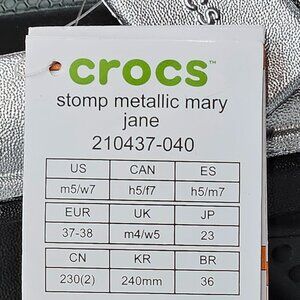 crocs™
stomp metallic mary
jane
210437-040
US CAN ES
m5/w7 h5/f7 h5/m7
EUR UK JP
37-38 m4/w5 23
CN KR BR
230(2) 240mm 36